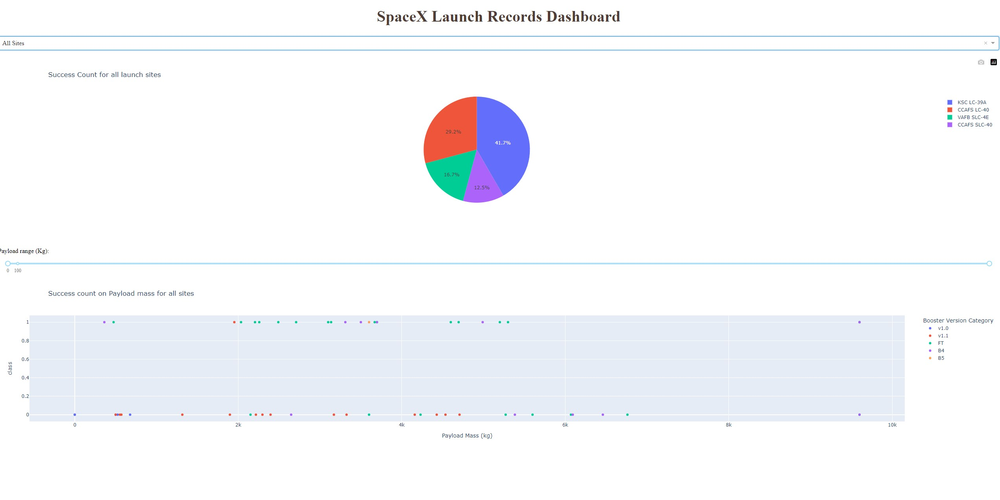 SpaceX Launch Records Dashboard
All Sites
Success Count for all launch sites
KSC LC-39A
CCAFS LC-40
VAFB SLC-4E
CCAFS SLC-40
29.2%
41.7%
16.7%
12.5%
Payload range (Kg):
0 100
Success count on Payload mass for all sites
Booster Version Category
v1.0
v1.1
FT
B4
B5
class
1
0.8
0.6
0.4
0.2
0
0 2k 4k 6k 8k 10k
Payload Mass (kg)